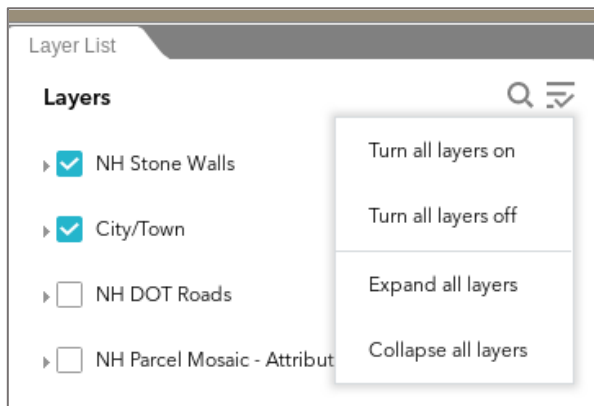 Layer List
Layers
NH Stone Walls
City/Town
NH DOT Roads
NH Parcel Mosaic - Attribut
Turn all layers on
Turn all layers off
Expand all layers
Collapse all layers